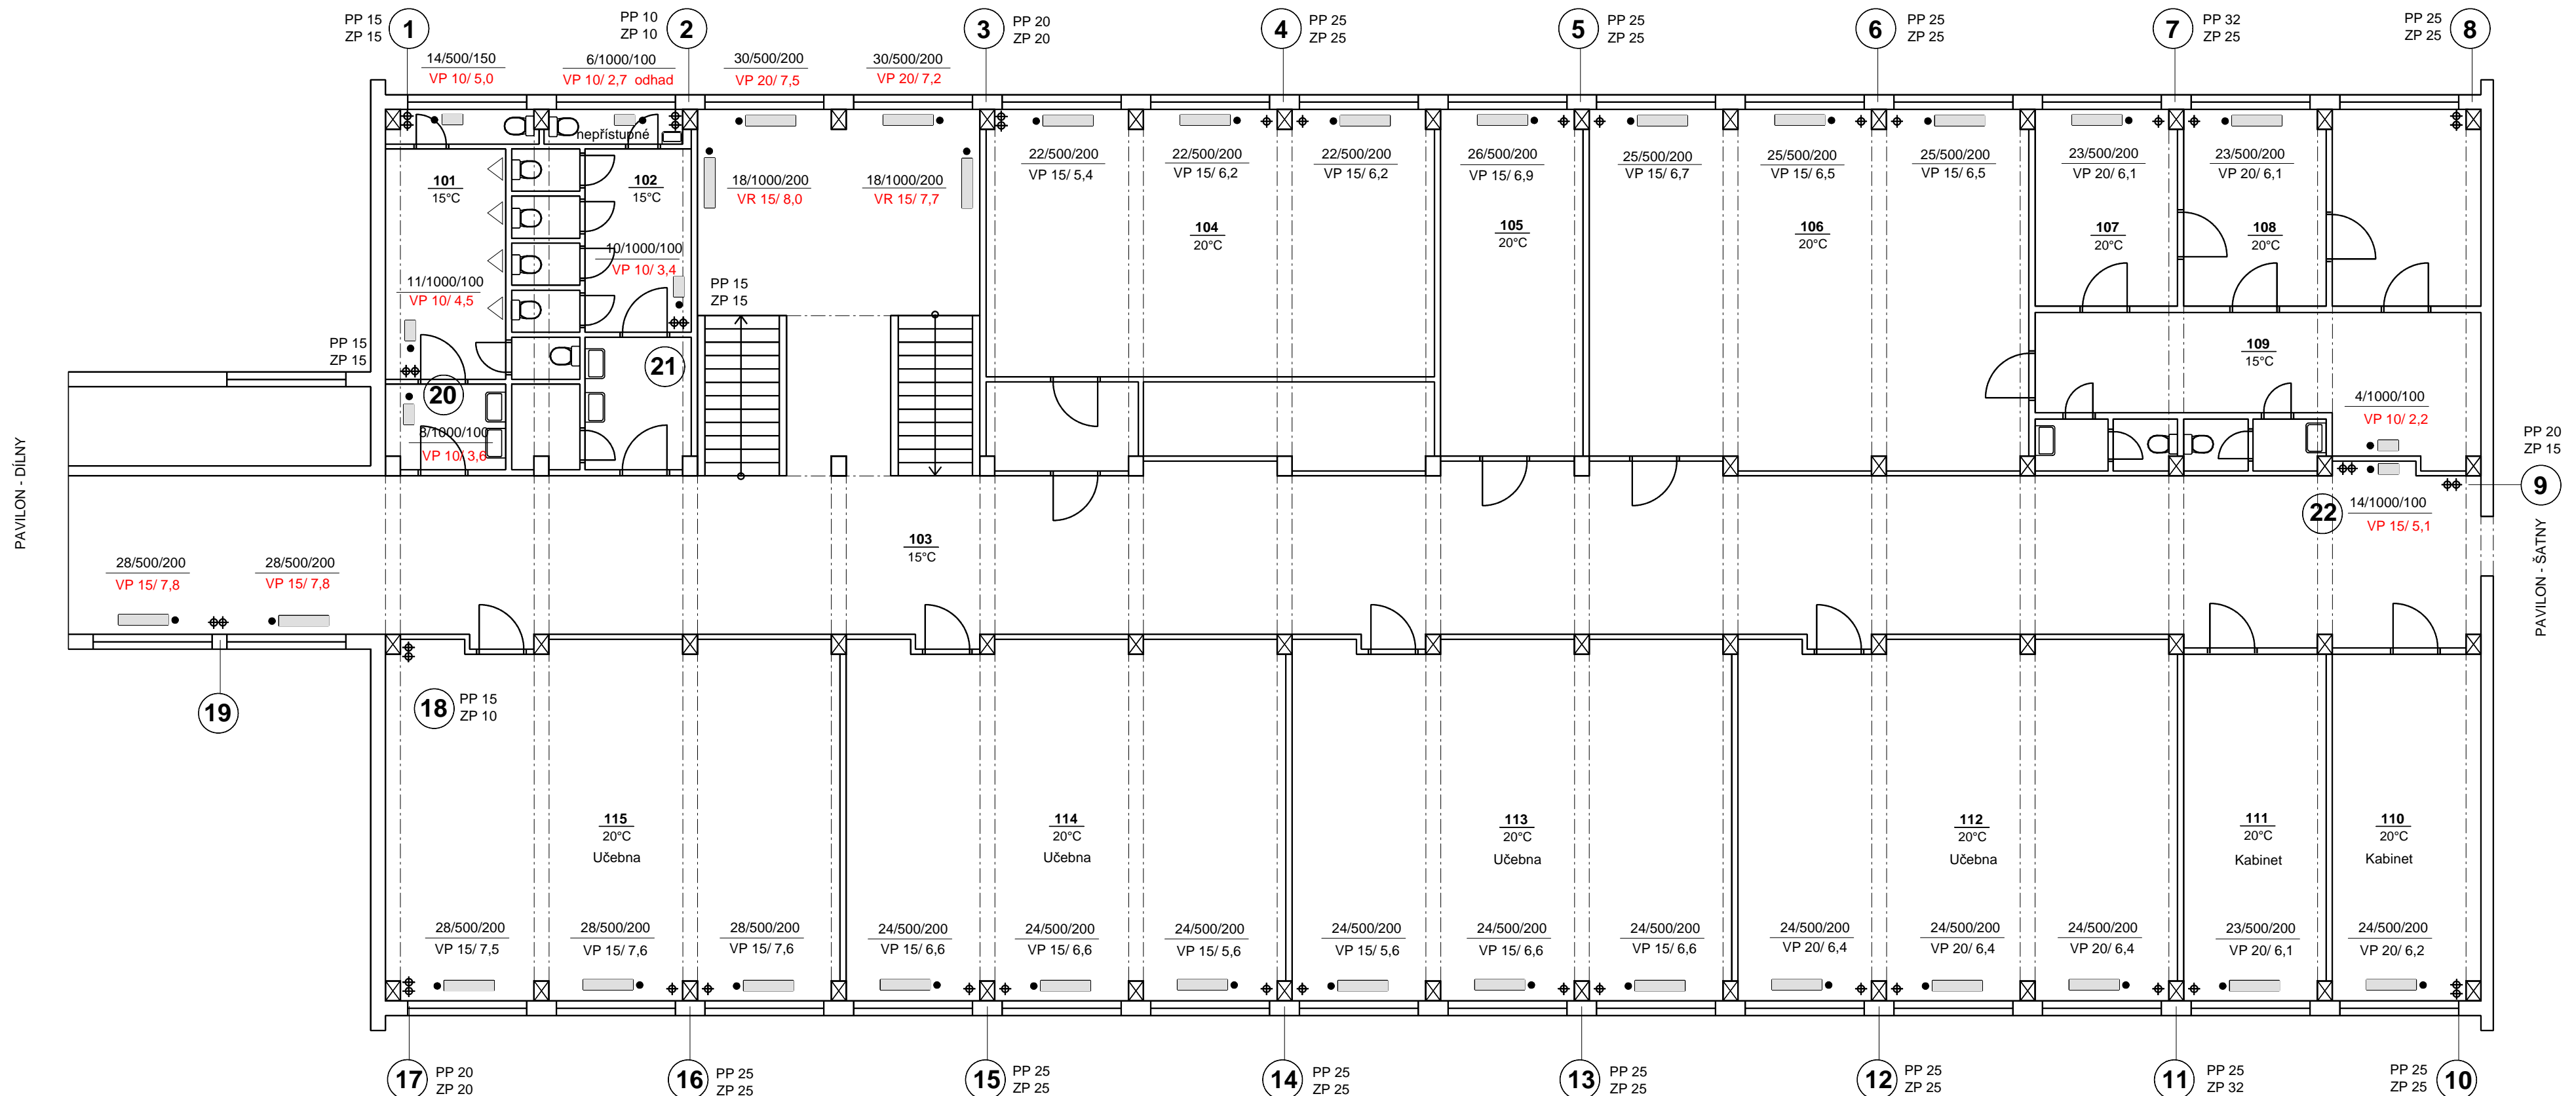 PP 15
ZP 15
1
PP 10
ZP 10
2
3
PP 20
ZP 20
4
PP 25
ZP 25
5
PP 25
ZP 25
6
PP 25
ZP 25
7
PP 32
ZP 25
PP 25
ZP 25
8
14/500/150
VP 10/ 5,0
6/1000/100
VP 10/ 2,7 odhad
30/500/200
VP 20/ 7,5
30/500/200
VP 20/ 7,2
nepřístupné
101
15°C
102
15°C
18/1000/200
VR 15/ 8,0
18/1000/200
VR 15/ 7,7
22/500/200
VP 15/ 5,4
22/500/200
VP 15/ 6,2
22/500/200
VP 15/ 6,2
26/500/200
VP 15/ 6,9
25/500/200
VP 15/ 6,7
25/500/200
VP 15/ 6,5
25/500/200
VP 15/ 6,5
23/500/200
VP 20/ 6,1
23/500/200
VP 20/ 6,1
104
20°C
105
20°C
106
20°C
107
20°C
108
20°C
10/1000/100
VP 10/ 3,4
11/1000/100
VP 10/ 4,5
PP 15
ZP 15
PP 15
ZP 15
20
21
8/1000/100
VP 10/ 3,6
109
15°C
4/1000/100
VP 10/ 2,2
PP 20
ZP 15
9
22
14/1000/100
VP 15/ 5,1
PAVILON - DÍLNY
PAVILON - ŠATNY
103
15°C
28/500/200
VP 15/ 7,8
28/500/200
VP 15/ 7,8
19
18
PP 15
ZP 10
115
20°C
Učebna
114
20°C
Učebna
113
20°C
Učebna
112
20°C
Učebna
111
20°C
Kabinet
110
20°C
Kabinet
28/500/200
VP 15/ 7,5
28/500/200
VP 15/ 7,6
28/500/200
VP 15/ 7,6
24/500/200
VP 15/ 6,6
24/500/200
VP 15/ 6,6
24/500/200
VP 15/ 5,6
24/500/200
VP 15/ 5,6
24/500/200
VP 15/ 6,6
24/500/200
VP 15/ 6,6
24/500/200
VP 20/ 6,4
24/500/200
VP 20/ 6,4
24/500/200
VP 20/ 6,4
23/500/200
VP 20/ 6,1
24/500/200
VP 20/ 6,2
17
PP 20
ZP 20
16
PP 25
ZP 25
15
PP 25
ZP 25
14
PP 25
ZP 25
13
PP 25
ZP 25
12
PP 25
ZP 25
11
PP 25
ZP 32
PP 25
ZP 25
10